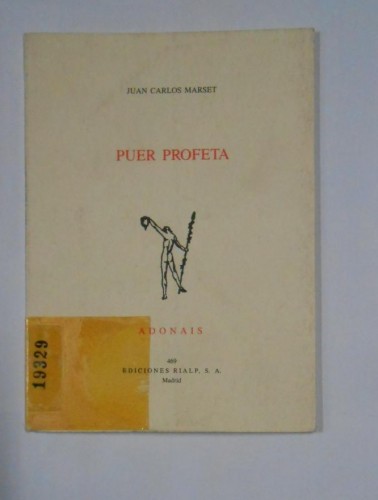 JUAN CARLOS MARSET
PUER PROFETA
ADONAIS
469
EDICIONES RIALP, S. A.
Madrid
19329